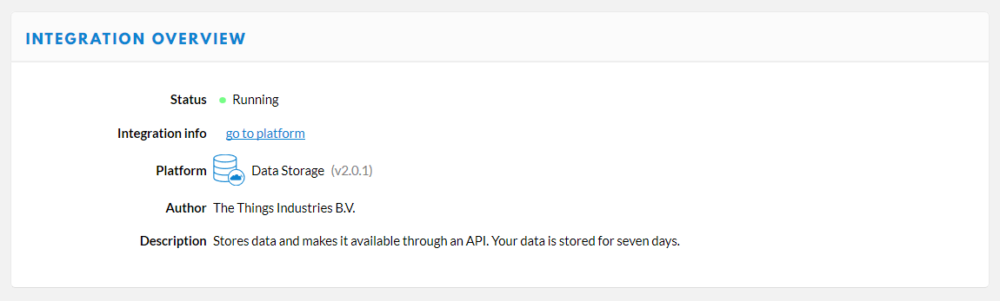 INTEGRATION OVERVIEW
Status Running
Integration info go to platform
Platform Data Storage (v2.0.1)
Author The Things Industries B.V.
Description Stores data and makes it available through an API. Your data is stored for seven days.